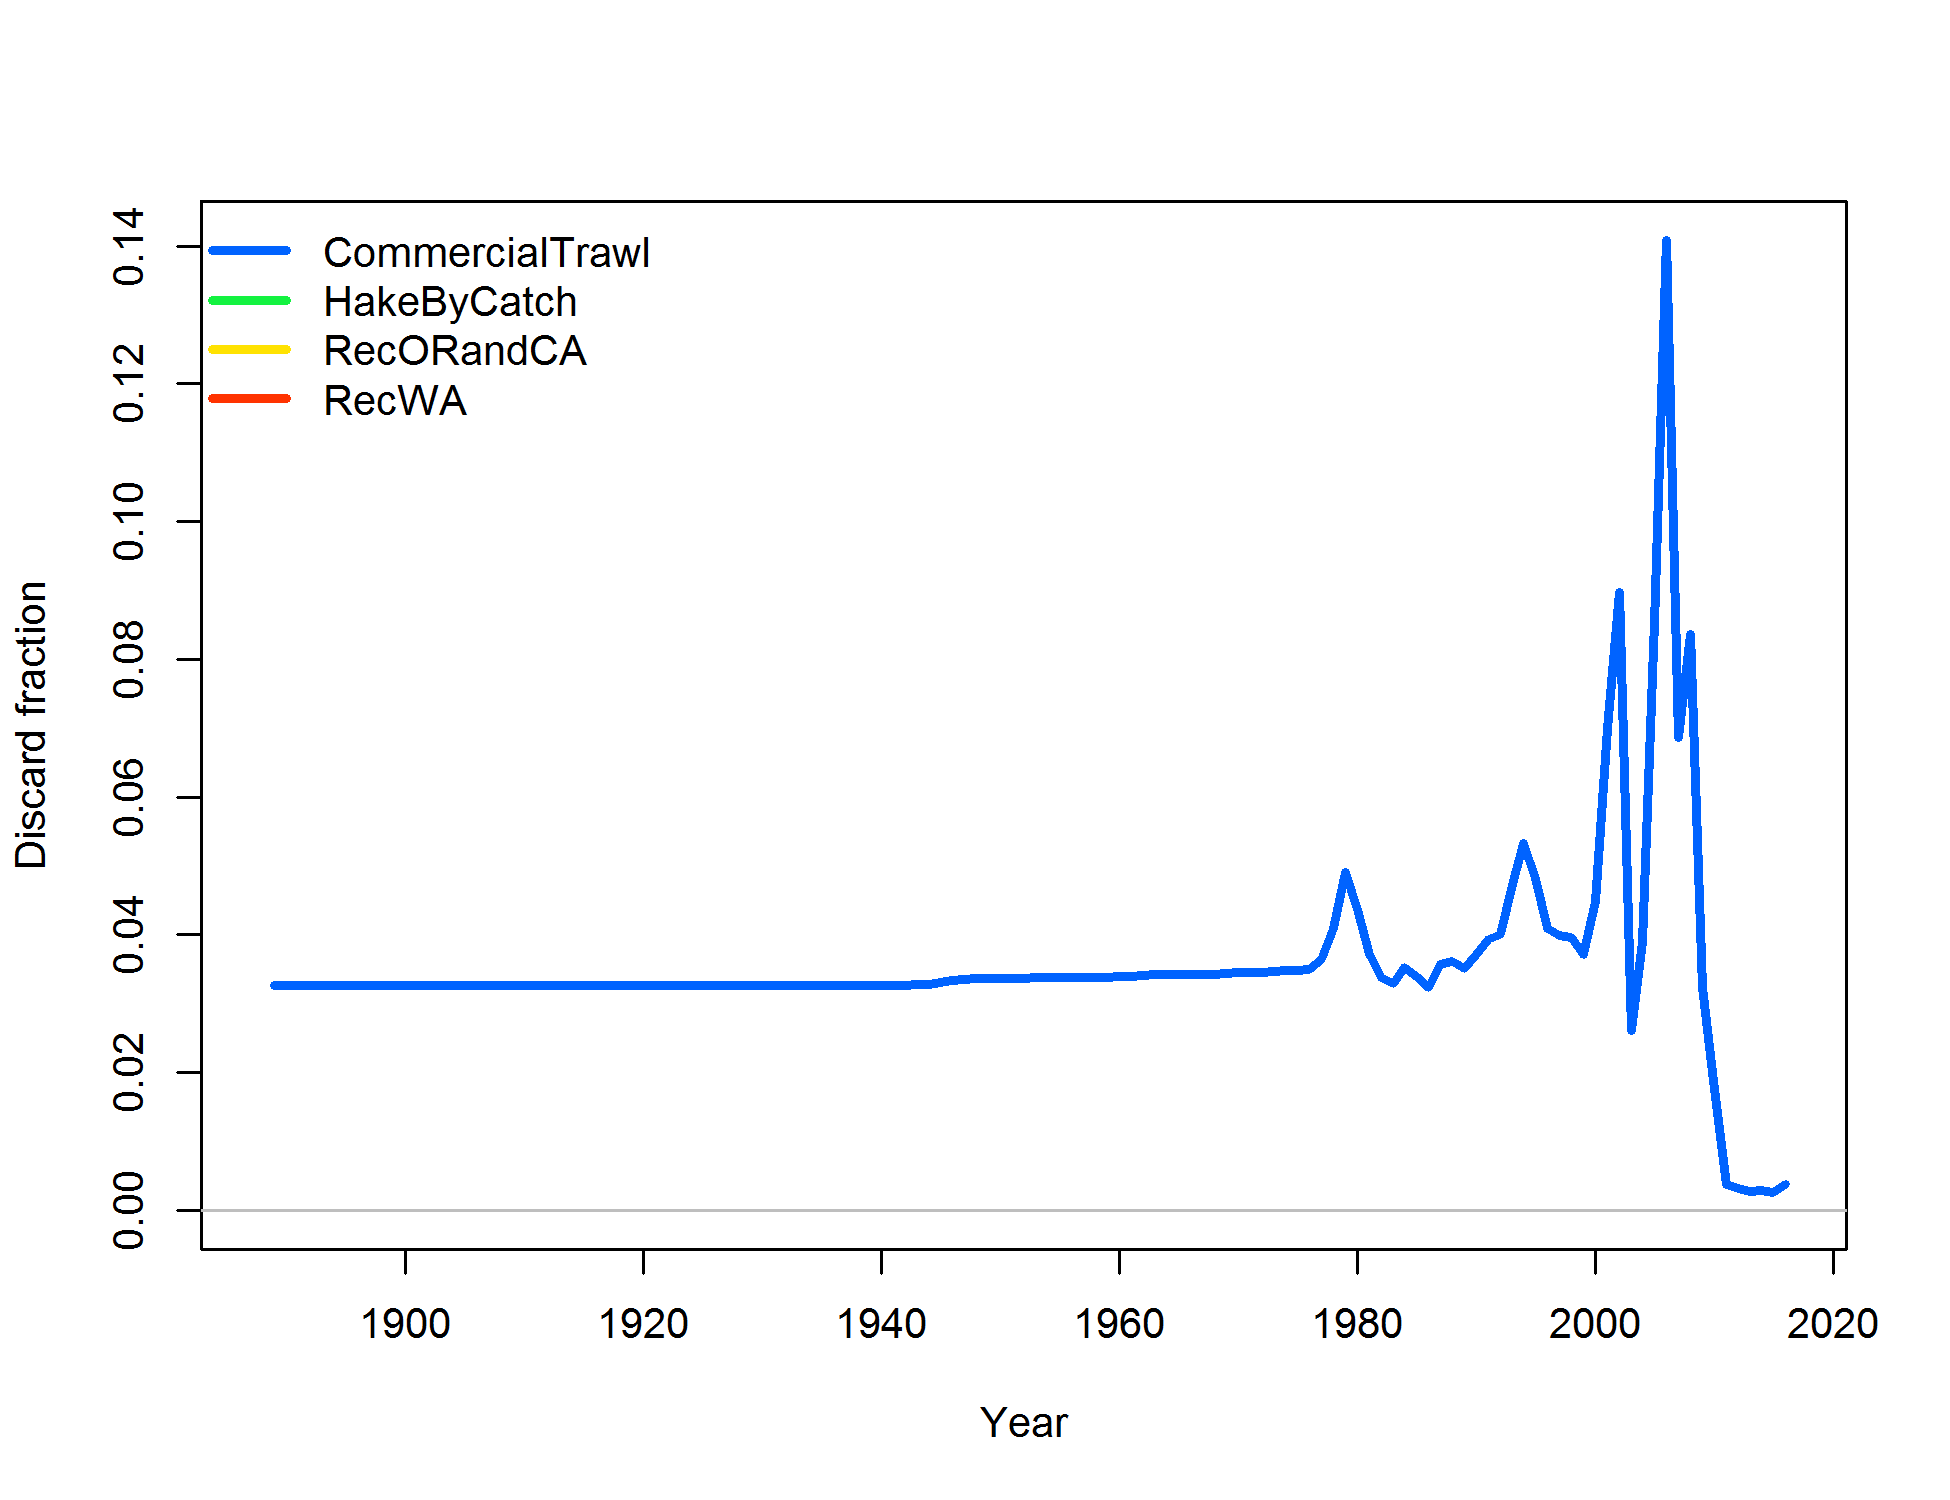 CommercialTrawl
HakeByCatch
RecORandCA
RecWA
0.14
0.12
0.10
0.08
0.06
0.04
0.02
0.00
Discard fraction
1900 1920 1940 1960 1980 2000 2020
Year